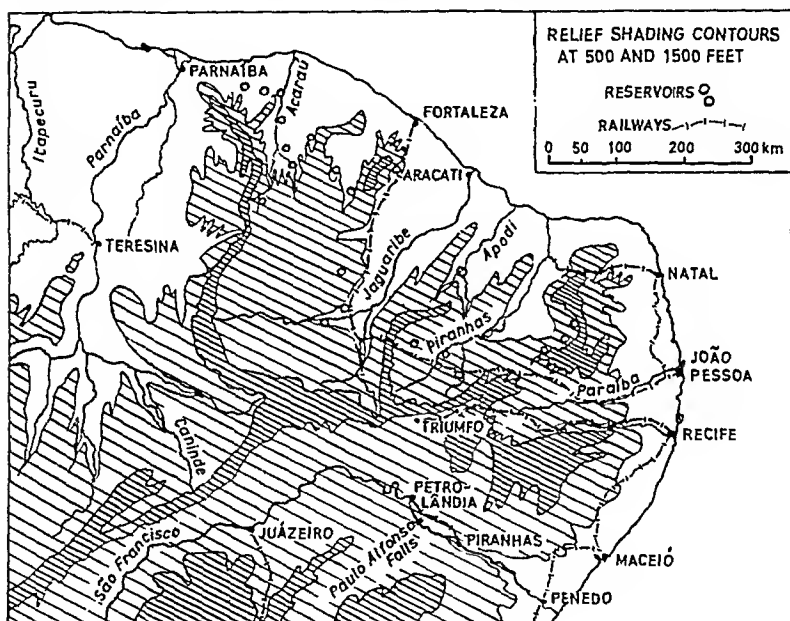 RELIEF SHADING CONTOURS
AT 500 AND 1500 FEET
RESERVOIRS
RAILWAYS
0 50 100 200 300 km
PARNAÍBA
Acaraú
Itapecuru
Parnaíba
FORTALEZA
ARACATI
TERESINA
Jaguaribe
Apodi
NATAL
Piranhas
JOÃO
PESSOA
Paraíba
TRIUMFO
RECIFE
Caninde
PETRO-
LÂNDIA
São Francisco
JUÁZEIRO
Paulo Alfonso
Falls
PIRANHAS
MACEIÓ
PENEDO